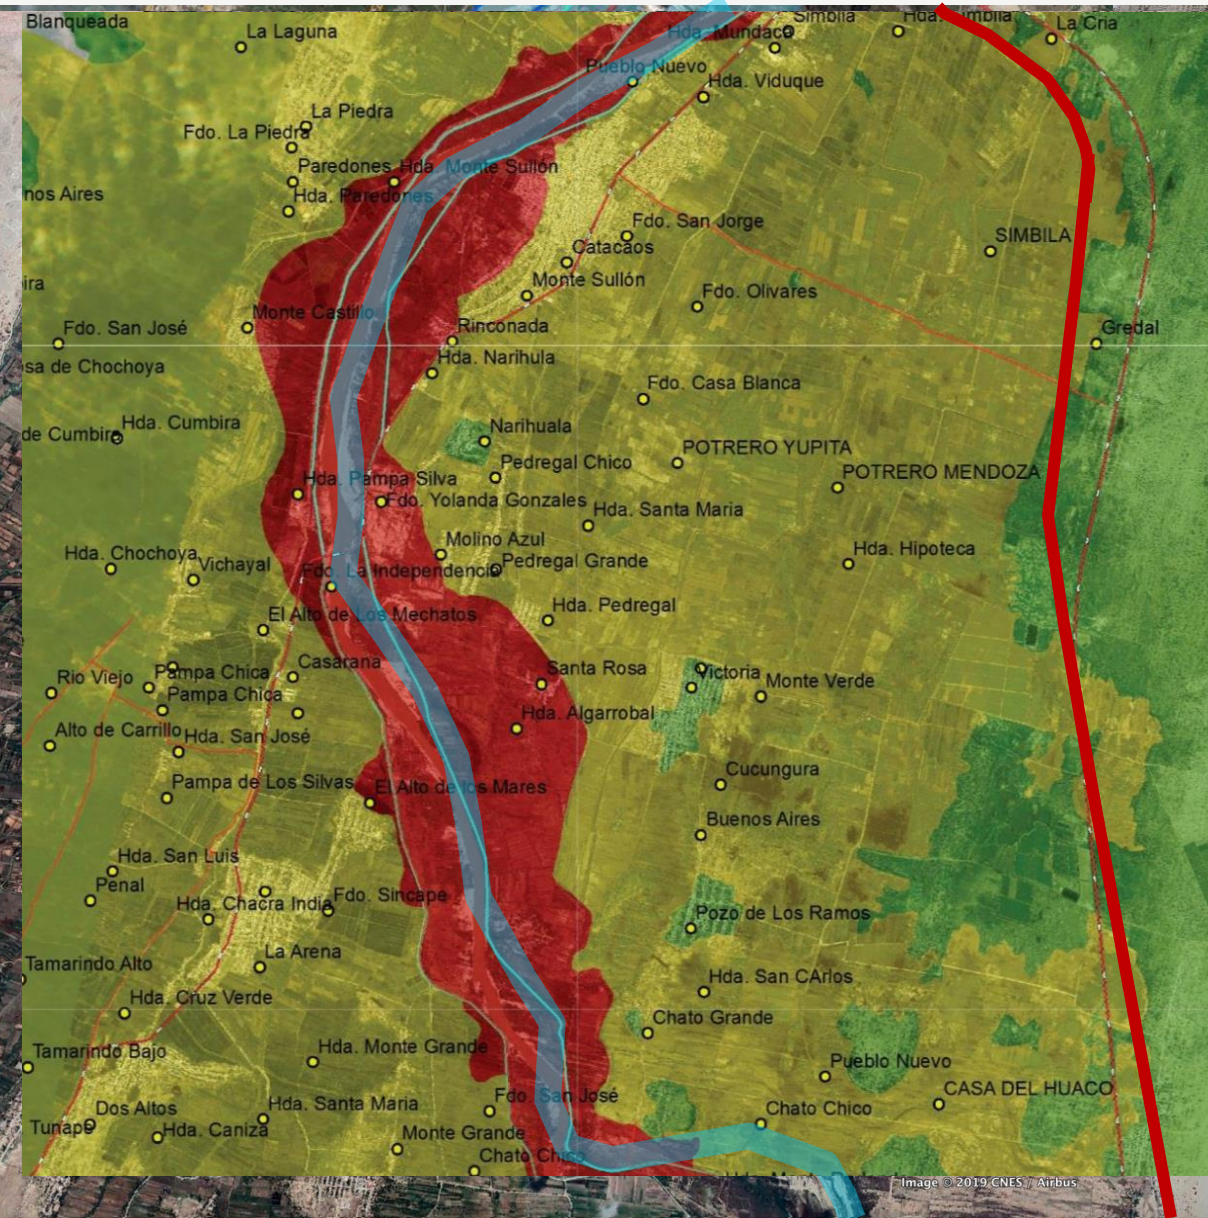 Blanqueada
La Laguna
Simbila
Hda. Simbila
La Cria
Hda. Mundaca
Pueblo Nuevo
Hda. Viduque
La Piedra
Fdo. La Piedra
Paredones
Hda. Monte Sullón
nos Aires
Hda. Paredones
Fdo. San Jorge
SIMBILA
Catacaos
Monte Sullón
ira
Fdo. Olivares
Monte Castillo
Fdo. San José
Rinconada
Gredal
sa de Chochoya
Hda. Narihula
Fdo. Casa Blanca
de Cumbira
Hda. Cumbira
Narihuala
POTRERO YUPITA
Pedregal Chico
POTRERO MENDOZA
Hda. Pampa Silva
Fdo. Yolanda Gonzales
Hda. Santa Maria
Molino Azul
Hda. Hipoteca
Hda. Chochoya
Vichayal
Fdo. La Independencia
Pedregal Grande
El Alto de Los Mechatos
Hda. Pedregal
Casarana
Santa Rosa
Rio Viejo
Pampa Chica
Victoria
Monte Verde
Pampa Chica
Hda. Algarrobal
Alto de Carrillo
Hda. San José
Cucungura
Pampa de Los Silvas
El Alto de los Mares
Buenos Aires
Hda. San Luis
Penal
Hda. Chacra India
Fdo. Sincape
Pozo de Los Ramos
Tamarindo Alto
La Arena
Hda. San CArlos
Hda. Cruz Verde
Chato Grande
Tamarindo Bajo
Hda. Monte Grande
Pueblo Nuevo
CASA DEL HUACO
Dos Altos
Hda. Santa Maria
Fdo. San José
Chato Chico
Tunape
Hda. Caniza
Monte Grande
Chato Chico
Image © 2019 CNES / Airbus